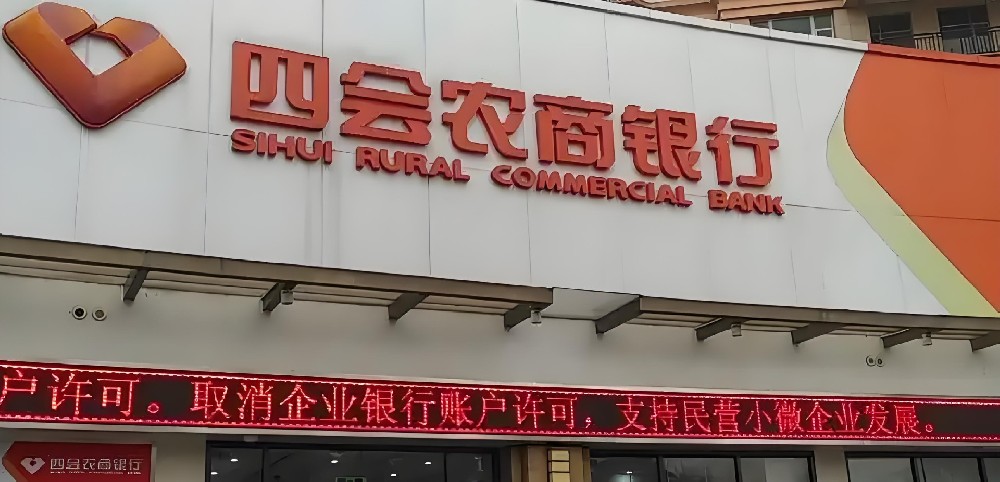 四会农商银行
SIHUI RURAL COMMERCIAL BANK
户许可。取消企业银行账户许可，支持民营小微企业发展。
四会农商银行